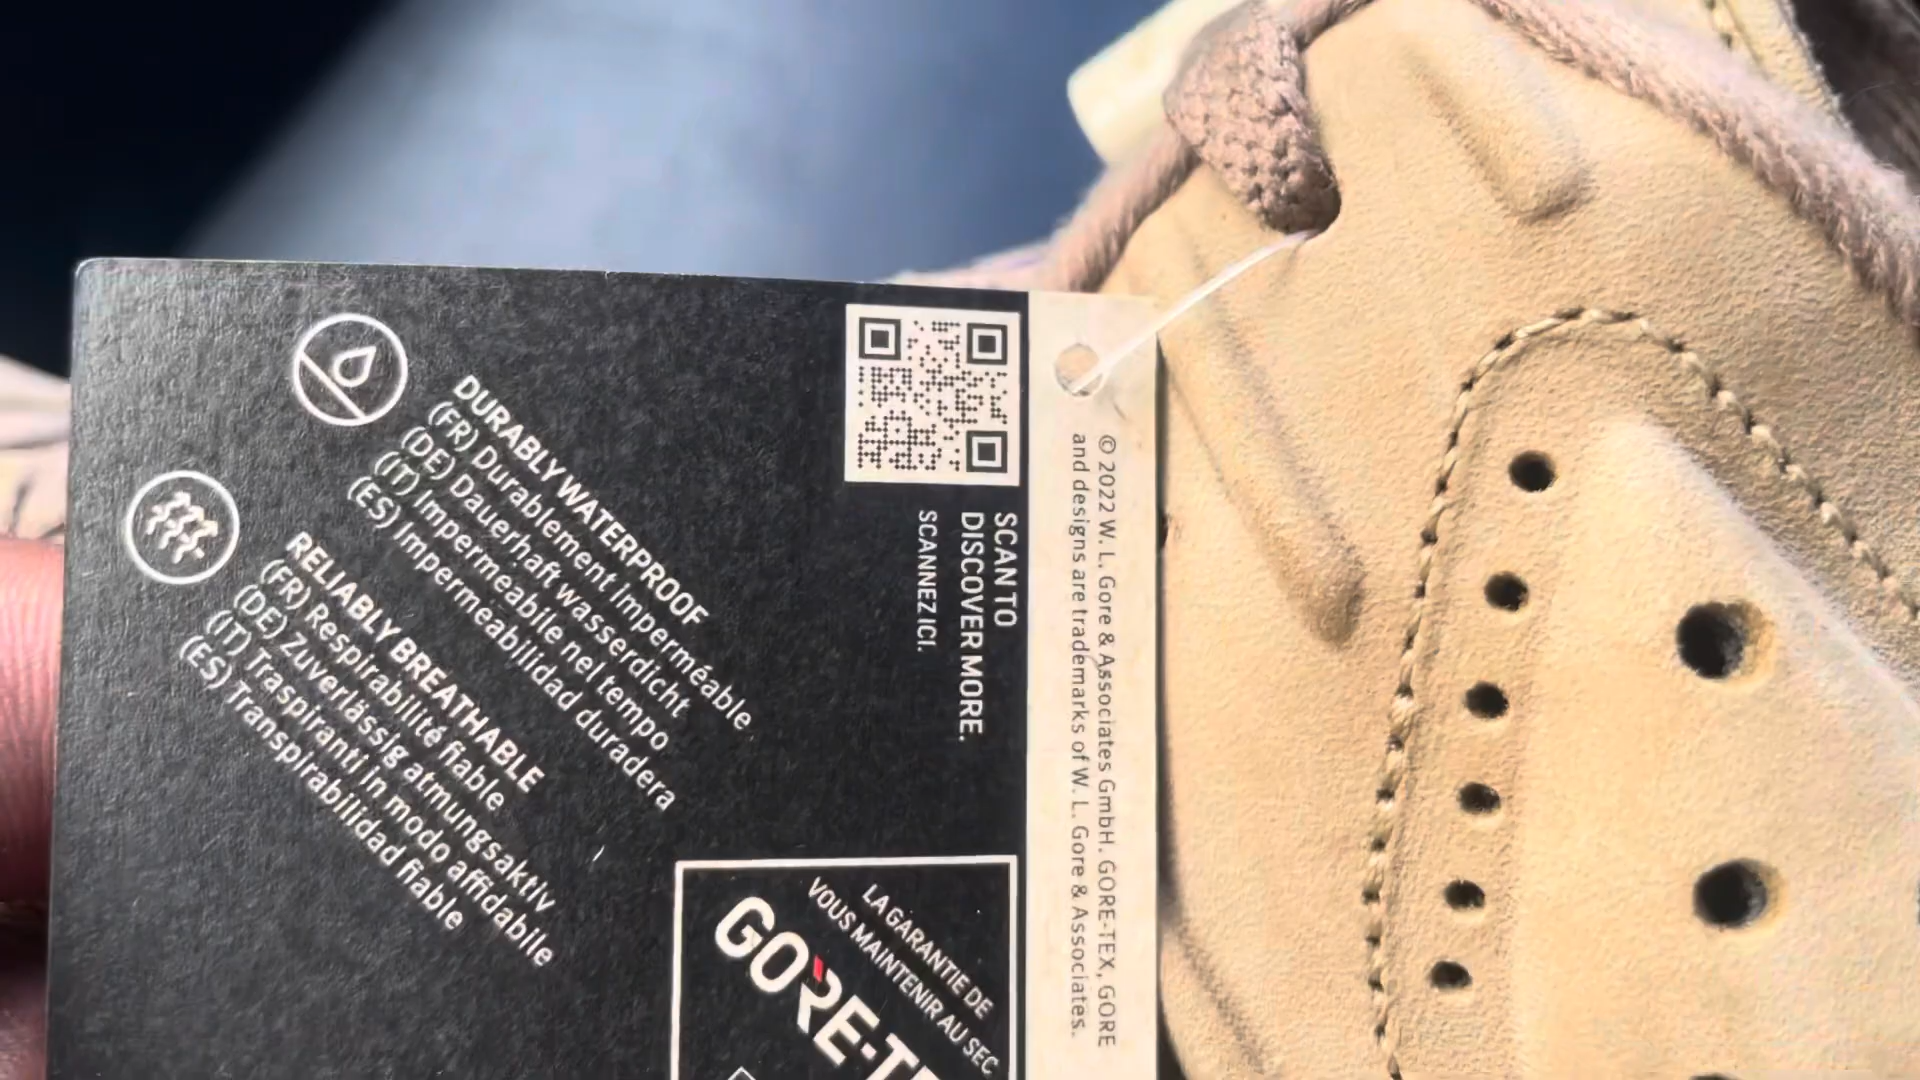 DURABLY WATERPROOF
(FR) Durablement imperméable
(DE) Dauerhaft wasserdicht
(IT) Impermeabile nel tempo
(ES) Impermeabilidad duradera
RELIABLY BREATHABLE
(FR) Respirabilité fiable
(DE) Zuverlässig atmungsaktiv
(IT) Traspiranti in modo affidabile
(ES) Transpirabilidad fiable
SCAN TO
DISCOVER MORE.
SCANNEZ ICI.
© 2022 W. L. Gore & Associates GmbH. GORE-TEX, GORE
and designs are trademarks of W. L. Gore & Associates.
LA GARANTIE DE
VOUS MAINTENIR AU SEC
GORE-TE